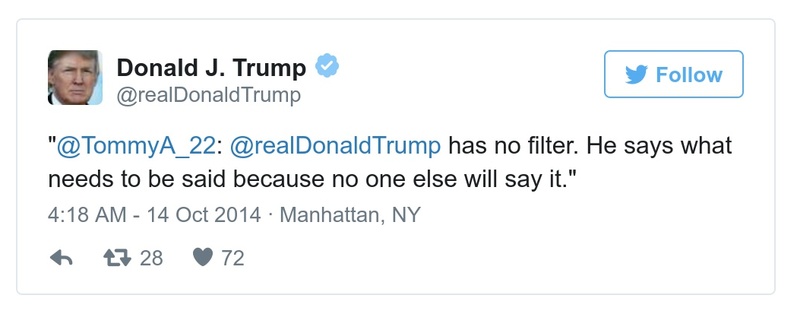 Donald J. Trump
@realDonaldTrump
Follow
"@TommyA_22: @realDonaldTrump has no filter. He says what
needs to be said because no one else will say it."
4:18 AM - 14 Oct 2014 · Manhattan, NY
28 72